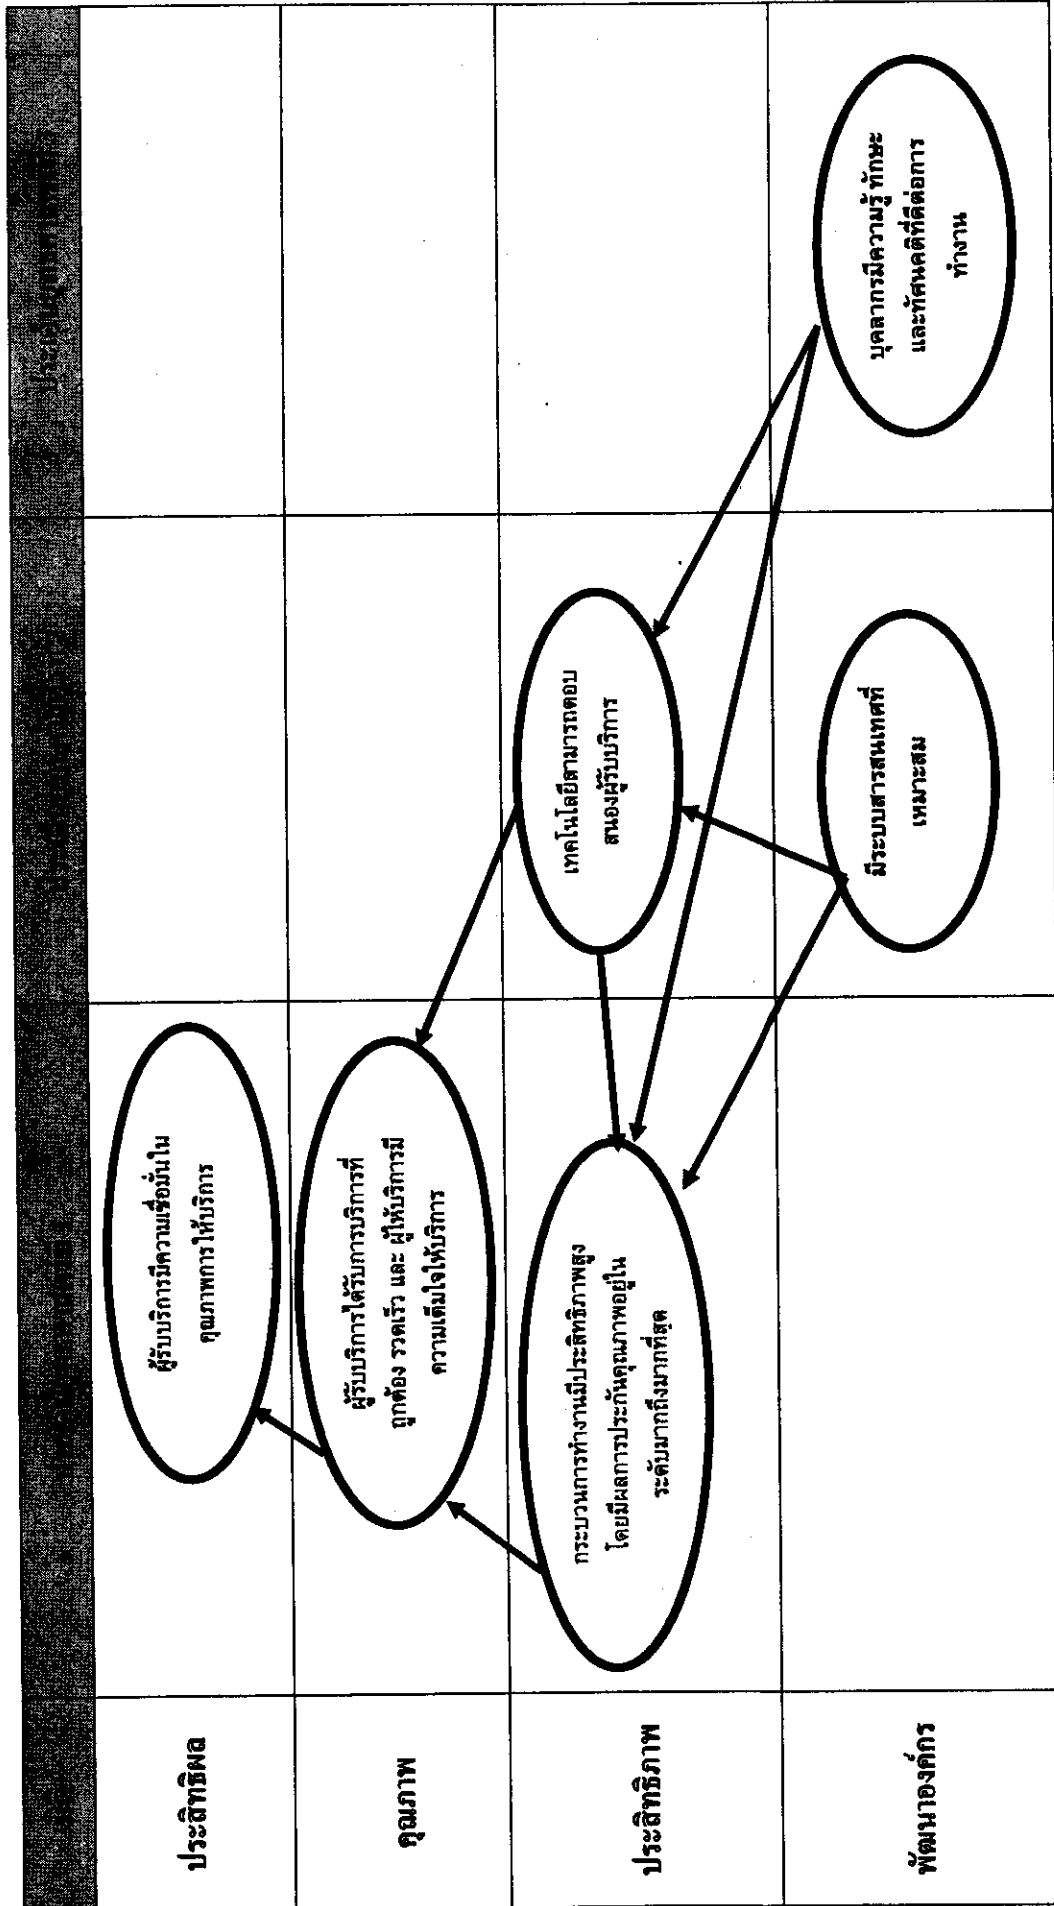 ประสิทธิผล
ผู้รับบริการมีความเชื่อมั่นใน
คุณภาพการให้บริการ
คุณภาพ
ผู้รับบริการได้รับการบริการที่
ถูกต้อง รวดเร็ว และ ผู้ให้บริการมี
ความเต็มใจให้บริการ
ประสิทธิภาพ
กระบวนการทำงานมีประสิทธิภาพสูง
โดยมีผลการประกันคุณภาพอยู่ใน
ระดับมากถึงมากที่สุด
เทคโนโลยีสามารถตอบ
สนองผู้รับบริการ
พัฒนาองค์กร
มีระบบสารสนเทศที่
เหมาะสม
บุคลากรมีความรู้ ทักษะ
และทัศนคติที่ดีต่อการ
ทำงาน